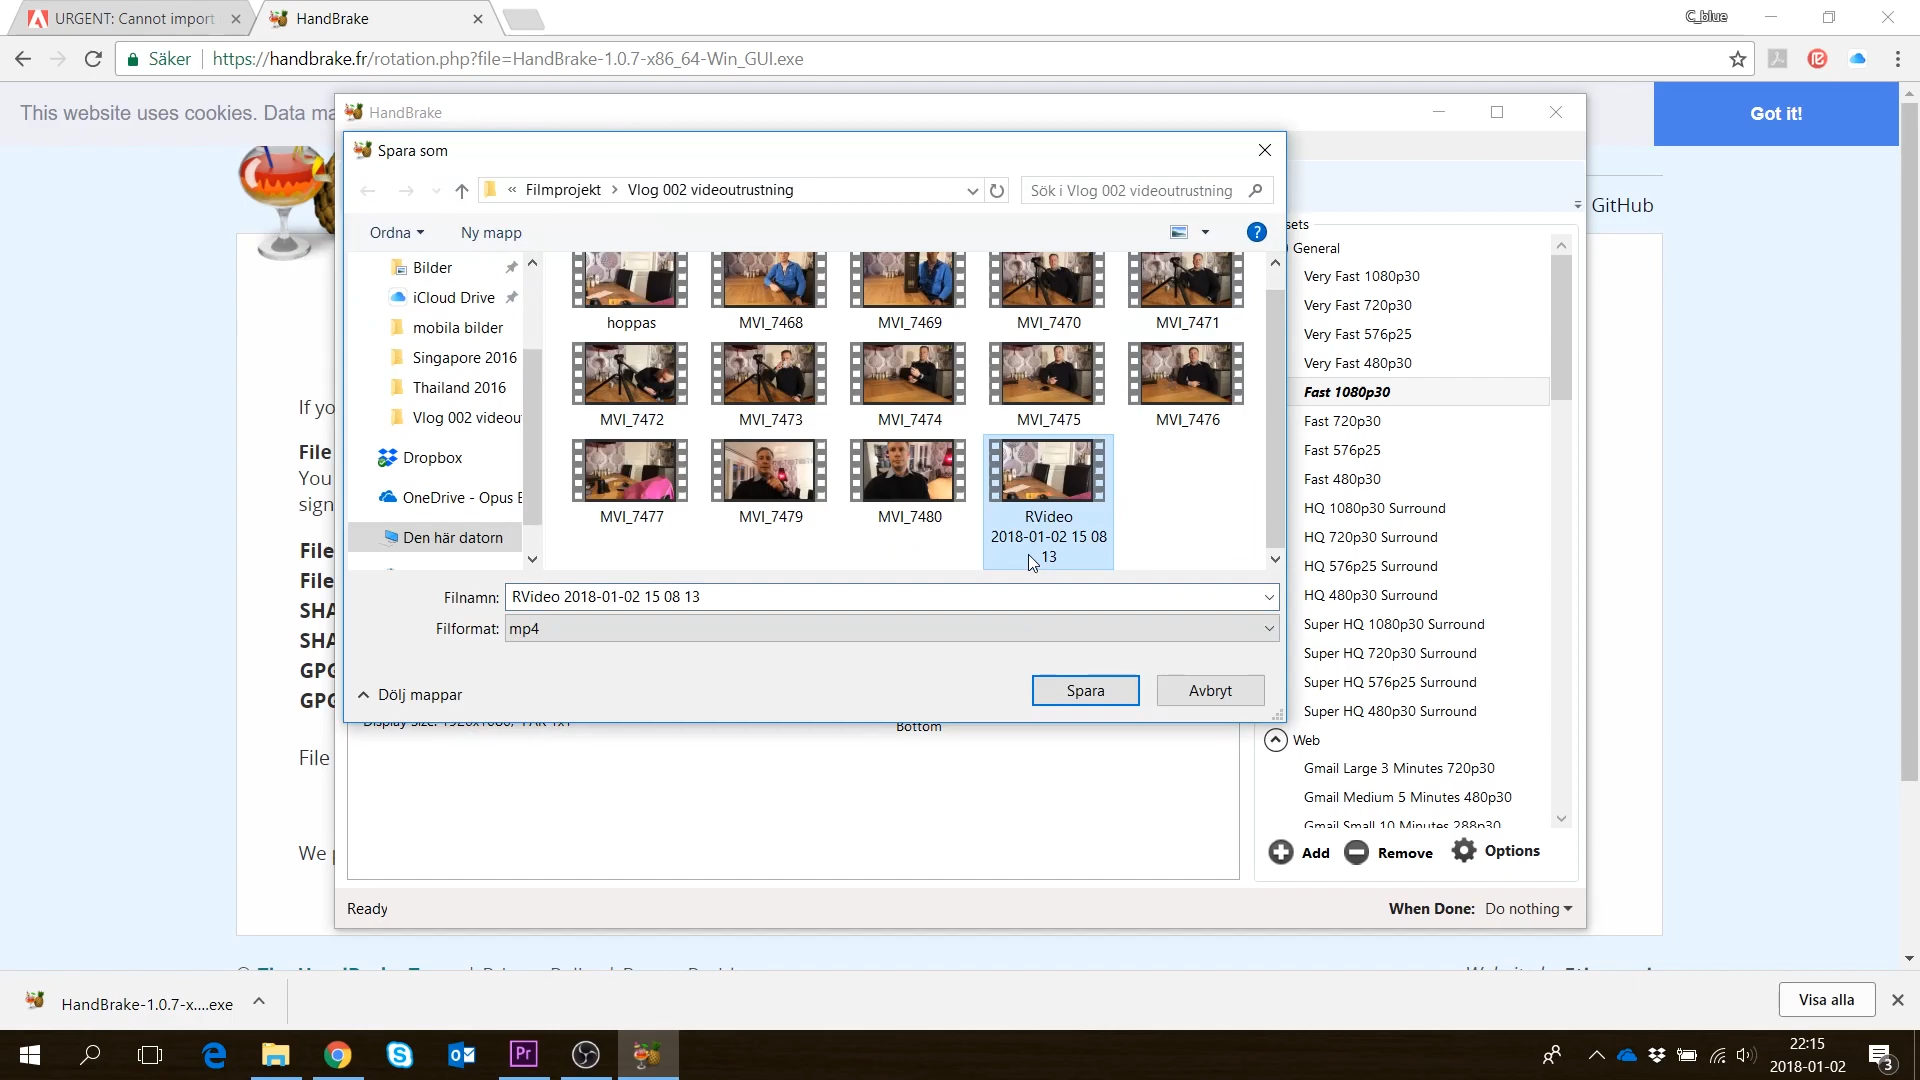 URGENT: Cannot import
HandBrake
C_blue
Säker
https://handbrake.fr/rotation.php?file=HandBrake-1.0.7-x86_64-Win_GUI.exe
This website uses cookies. Data ma
Got it!
HandBrake
Spara som
« Filmprojekt > Vlog 002 videoutrustning
Sök i Vlog 002 videoutrustning
GitHub
Ordna
Ny mapp
Bilder
iCloud Drive
mobila bilder
Singapore 2016
Thailand 2016
Vlog 002 videou
Dropbox
OneDrive - Opus
Den här datorn
hoppas
MVI_7468
MVI_7469
MVI_7470
MVI_7471
MVI_7472
MVI_7473
MVI_7474
MVI_7475
MVI_7476
MVI_7477
MVI_7479
MVI_7480
RVideo
2018-01-02 15 08
13
Filnamn: RVideo 2018-01-02 15 08 13
Filformat: mp4
Dölj mappar
Spara
Avbryt
sets
General
Very Fast 1080p30
Very Fast 720p30
Very Fast 576p25
Very Fast 480p30
Fast 1080p30
Fast 720p30
Fast 576p25
Fast 480p30
HQ 1080p30 Surround
HQ 720p30 Surround
HQ 576p25 Surround
HQ 480p30 Surround
Super HQ 1080p30 Surround
Super HQ 720p30 Surround
Super HQ 576p25 Surround
Super HQ 480p30 Surround
Web
Gmail Large 3 Minutes 720p30
Gmail Medium 5 Minutes 480p30
Gmail Small 10 Minutes 288p30
Add
Remove
Options
If yo
File
You
sign
File
File
SHA
SHA
GPG
GPG
File
We
Bottom
Ready
When Done: Do nothing
HandBrake-1.0.7-x....exe
Visa alla
22:15
2018-01-02
3